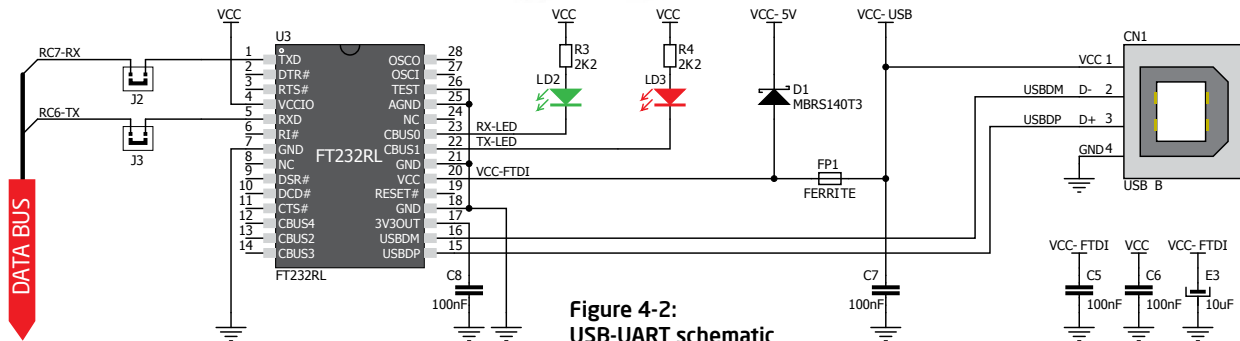 VCC
VCC
VCC
VCC-5V
VCC-USB
RC7-RX
J2
RC6-TX
J3
DATA BUS
U3
1 TXD
2 DTR#
3 RTS#
4 VCCIO
5 RXD
6 RI#
7 GND
8 NC
9 DSR#
10 DCD#
11 CTS#
12 CBUS4
13 CBUS2
14 CBUS3
FT232RL
OSCO 28
OSCI 27
TEST 26
AGND 25
NC 24
CBUS0 23 RX-LED
CBUS1 22 TX-LED
GND 21
VCC 20 VCC-FTDI
RESET# 19
GND 18
3V3OUT 17
USBDM 16
USBDP 15
FT232RL
R3
2K2
LD2
R4
2K2
LD3
D1
MBRS140T3
FP1
FERRITE
CN1
VCC 1
USBDM D- 2
USBDP D+ 3
GND 4
USB B
C8
100nF
C7
100nF
VCC-FTDI
C5
100nF
VCC
C6
100nF
VCC-FTDI
E3
10uF
Figure 4-2:
USB-UART schematic